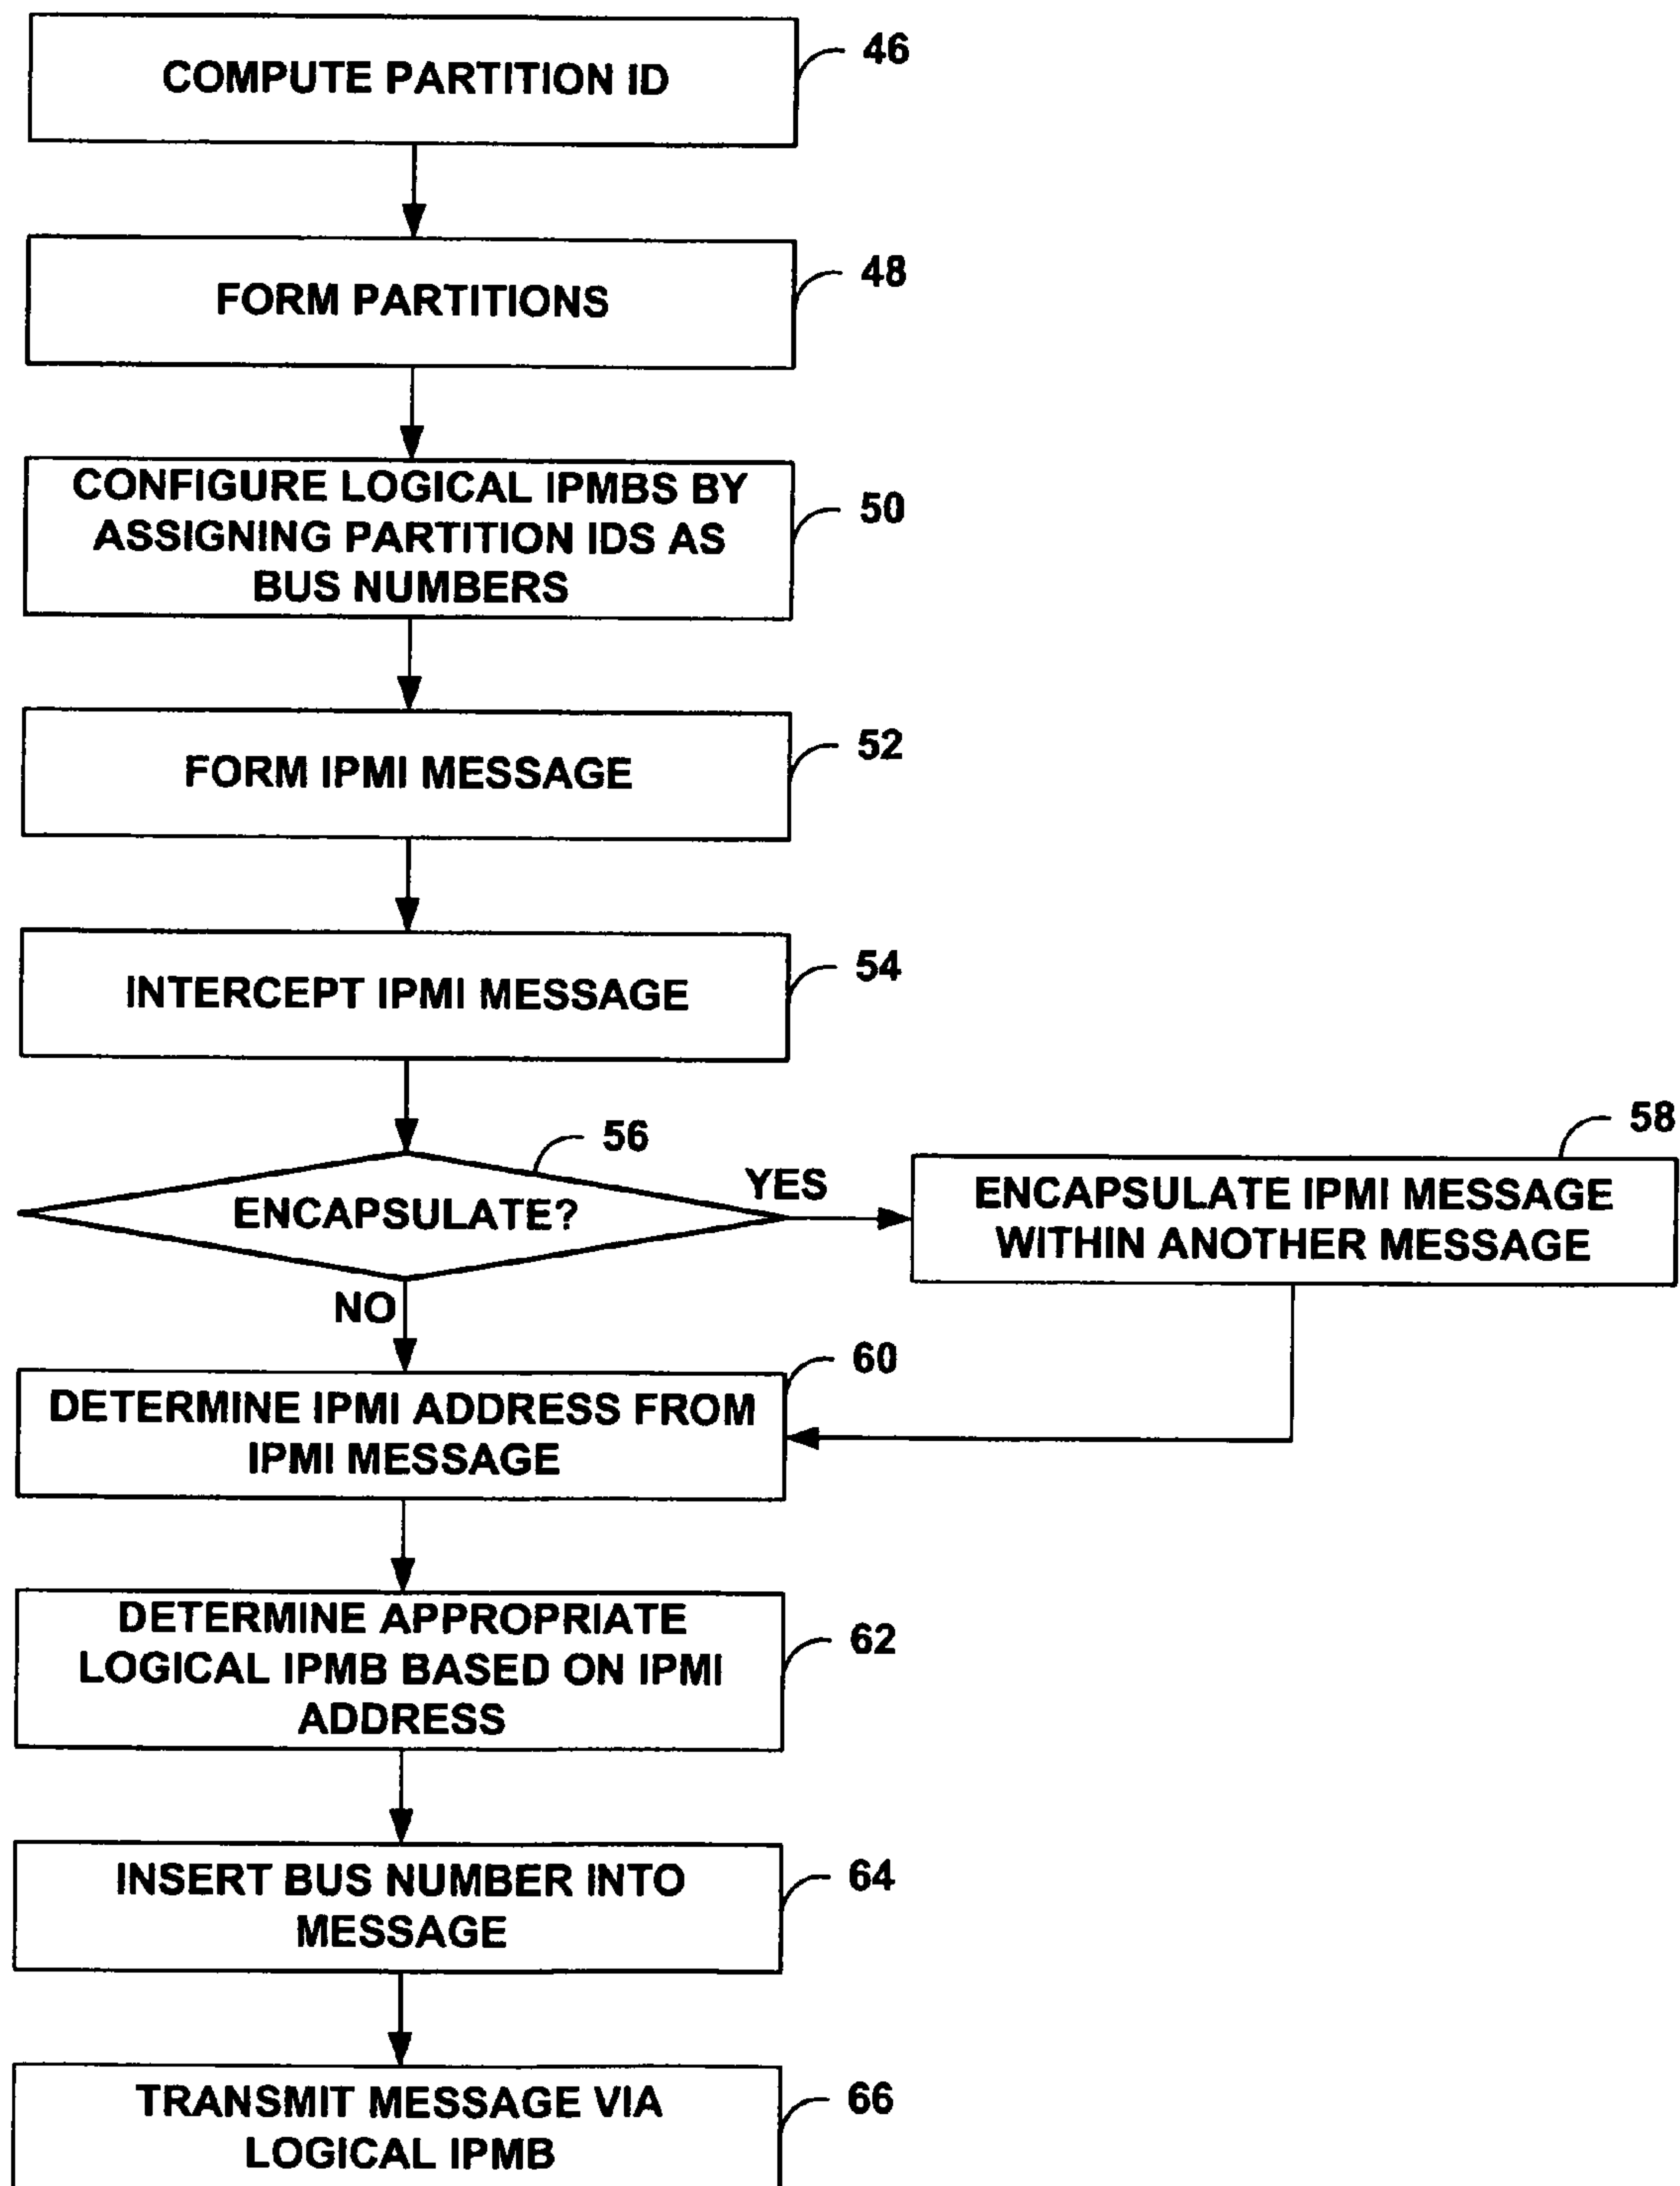 COMPUTE PARTITION ID
46
FORM PARTITIONS
48
CONFIGURE LOGICAL IPMBS BY
ASSIGNING PARTITION IDS AS
BUS NUMBERS
50
FORM IPMI MESSAGE
52
INTERCEPT IPMI MESSAGE
54
ENCAPSULATE?
56
YES
NO
ENCAPSULATE IPMI MESSAGE
WITHIN ANOTHER MESSAGE
58
DETERMINE IPMI ADDRESS FROM
IPMI MESSAGE
60
DETERMINE APPROPRIATE
LOGICAL IPMB BASED ON IPMI
ADDRESS
62
INSERT BUS NUMBER INTO
MESSAGE
64
TRANSMIT MESSAGE VIA
LOGICAL IPMB
66